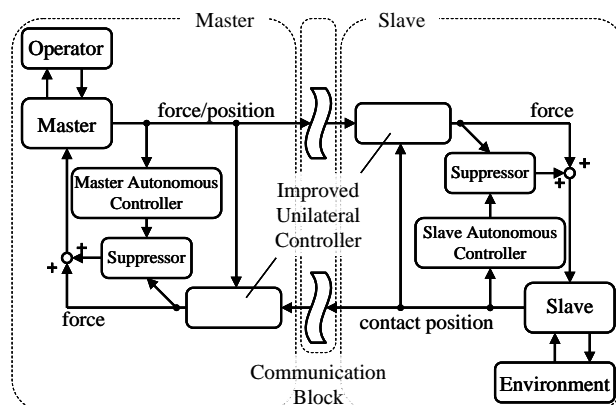 Master
Slave
Operator
Master
force/position
force
Master Autonomous
Controller
Improved
Unilateral
Controller
Suppressor
+
+
Suppressor
Slave Autonomous
Controller
+
+
force
contact position
Slave
Communication
Block
Environment